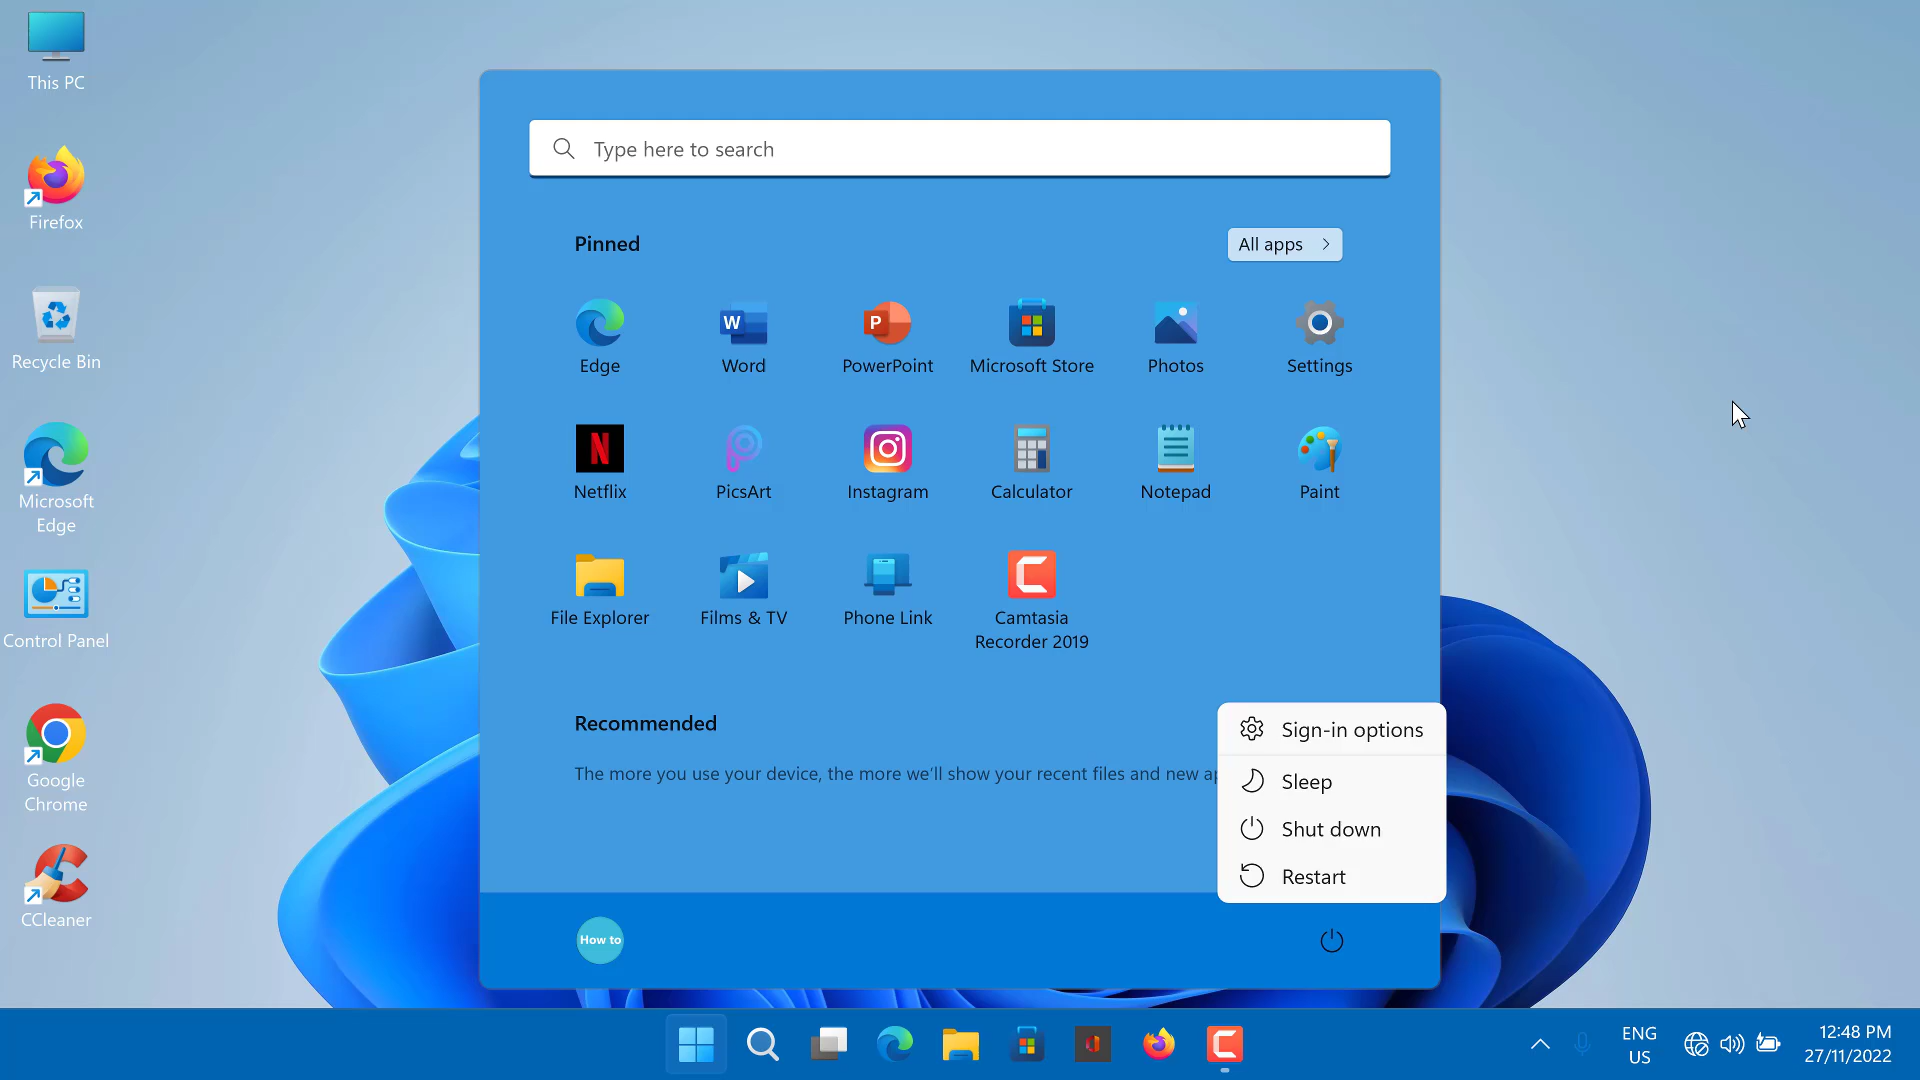 This PC
Firefox
Recycle Bin
Microsoft
Edge
Control Panel
Google
Chrome
CCleaner
Type here to search
Pinned
All apps
Edge
Word
PowerPoint
Microsoft Store
Photos
Settings
Netflix
PicsArt
Instagram
Calculator
Notepad
Paint
File Explorer
Films & TV
Phone Link
Camtasia
Recorder 2019
Recommended
The more you use your device, the more we'll show your recent files and new ap
Sign-in options
Sleep
Shut down
Restart
How to
ENG
US
12:48 PM
27/11/2022